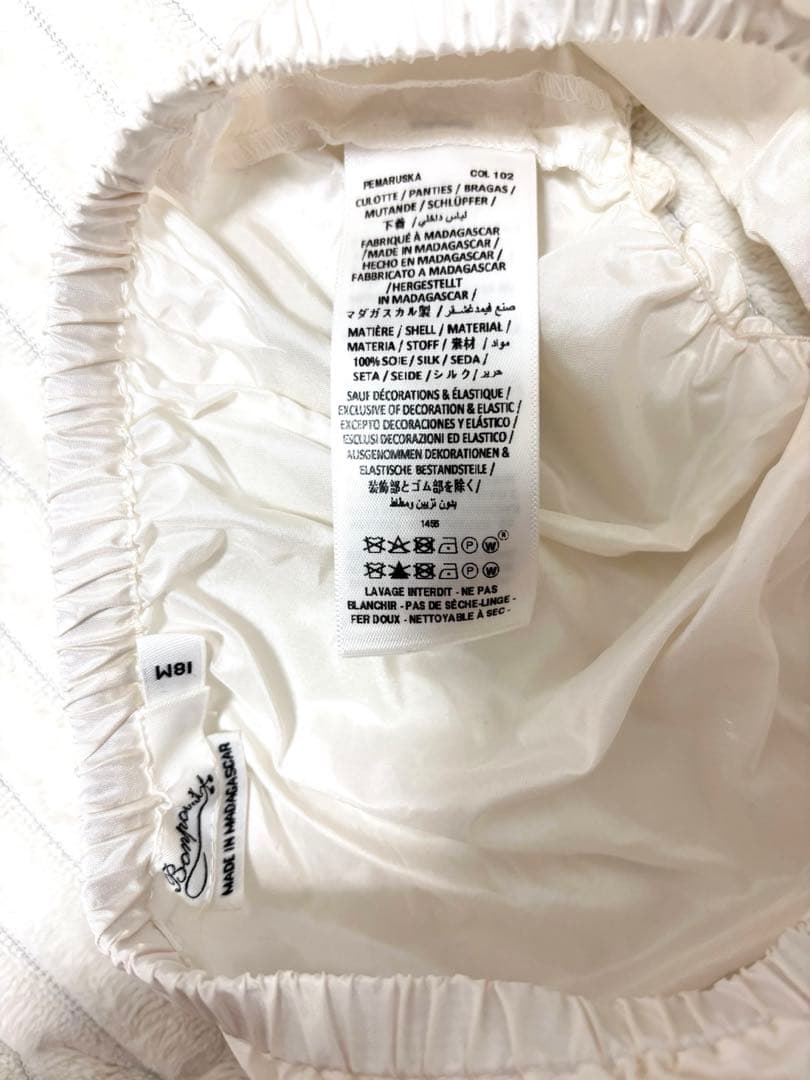 PEMARUSKA COL 102
CULOTTE / PANTIES / BRAGAS /
MUTANDE / SCHLÜPFER /
下着 / لباس داخلي
FABRIQUÉ À MADAGASCAR
/MADE IN MADAGASCAR /
HECHO EN MADAGASCAR /
FABBRICATO A MADAGASCAR
/HERGESTELLT
IN MADAGASCAR /
マダガスカル製 / صنع فيمدغشقر
MATIÈRE / SHELL / MATERIAL /
MATERIA / STOFF / 素材 / مواد
100% SOIE / SILK / SEDA /
SETA / SEIDE / シルク / حرير
SAUF DÉCORATIONS & ÉLASTIQUE /
EXCLUSIVE OF DECORATION & ELASTIC /
EXCEPTO DECORACIONES Y ELÁSTICO /
ESCLUSI DECORAZIONI ED ELASTICO /
AUSGENOMMEN DEKORATIONEN &
ELASTISCHE BESTANDSTEILE /
装飾部とゴム部を除く /
بدون تزيين ومطاط
1455
P W
P W
LAVAGE INTERDIT - NE PAS
BLANCHIR - PAS DE SÈCHE-LINGE -
FER DOUX - NETTOYABLE À SEC -
18M
Bonpoint
MADE IN MADAGASCAR